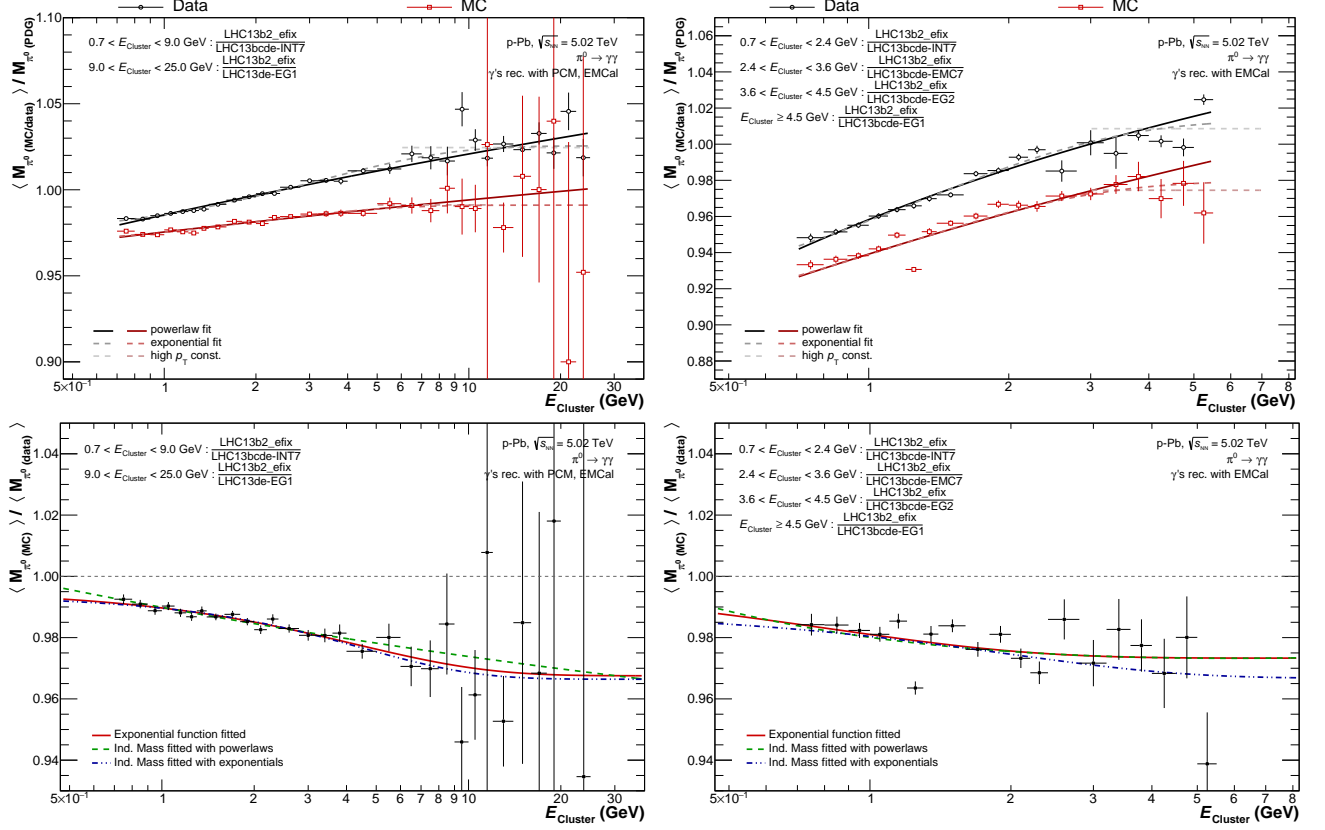 Data MC
⟨ M_π⁰ (MC/data) ⟩ / M_π⁰ (PDG)
1.10
1.05
1.00
0.95
0.90
0.7 < E_Cluster < 9.0 GeV : LHC13b2_efix / LHC13bcde-INT7
9.0 < E_Cluster < 25.0 GeV : LHC13b2_efix / LHC13de-EG1
p-Pb, √s_NN = 5.02 TeV
π⁰ → γγ
γ's rec. with PCM, EMCal
powerlaw fit
exponential fit
high p_T const.
5×10⁻¹ 1 2 3 4 5 6 7 8 9 10 20 30
E_Cluster (GeV)
Data MC
⟨ M_π⁰ (MC/data) ⟩ / M_π⁰ (PDG)
1.06
1.04
1.02
1.00
0.98
0.96
0.94
0.92
0.90
0.88
0.7 < E_Cluster < 2.4 GeV : LHC13b2_efix / LHC13bcde-INT7
2.4 < E_Cluster < 3.6 GeV : LHC13b2_efix / LHC13bcde-EMC7
3.6 < E_Cluster < 4.5 GeV : LHC13b2_efix / LHC13bcde-EG2
E_Cluster ≥ 4.5 GeV : LHC13b2_efix / LHC13bcde-EG1
p-Pb, √s_NN = 5.02 TeV
π⁰ → γγ
γ's rec. with EMCal
powerlaw fit
exponential fit
high p_T const.
5×10⁻¹ 1 2 3 4 5 6 7 8
E_Cluster (GeV)
⟨ M_π⁰ (MC) ⟩ / ⟨ M_π⁰ (data) ⟩
1.04
1.02
1.00
0.98
0.96
0.94
0.7 < E_Cluster < 9.0 GeV : LHC13b2_efix / LHC13bcde-INT7
9.0 < E_Cluster < 25.0 GeV : LHC13b2_efix / LHC13de-EG1
p-Pb, √s_NN = 5.02 TeV
π⁰ → γγ
γ's rec. with PCM, EMCal
Exponential function fitted
Ind. Mass fitted with powerlaws
Ind. Mass fitted with exponentials
5×10⁻¹ 1 2 3 4 5 6 7 8 9 10 20 30
E_Cluster (GeV)
⟨ M_π⁰ (MC) ⟩ / ⟨ M_π⁰ (data) ⟩
1.04
1.02
1.00
0.98
0.96
0.94
0.7 < E_Cluster < 2.4 GeV : LHC13b2_efix / LHC13bcde-INT7
2.4 < E_Cluster < 3.6 GeV : LHC13b2_efix / LHC13bcde-EMC7
3.6 < E_Cluster < 4.5 GeV : LHC13b2_efix / LHC13bcde-EG2
E_Cluster ≥ 4.5 GeV : LHC13b2_efix / LHC13bcde-EG1
p-Pb, √s_NN = 5.02 TeV
π⁰ → γγ
γ's rec. with EMCal
Exponential function fitted
Ind. Mass fitted with powerlaws
Ind. Mass fitted with exponentials
5×10⁻¹ 1 2 3 4 5 6 7 8
E_Cluster (GeV)